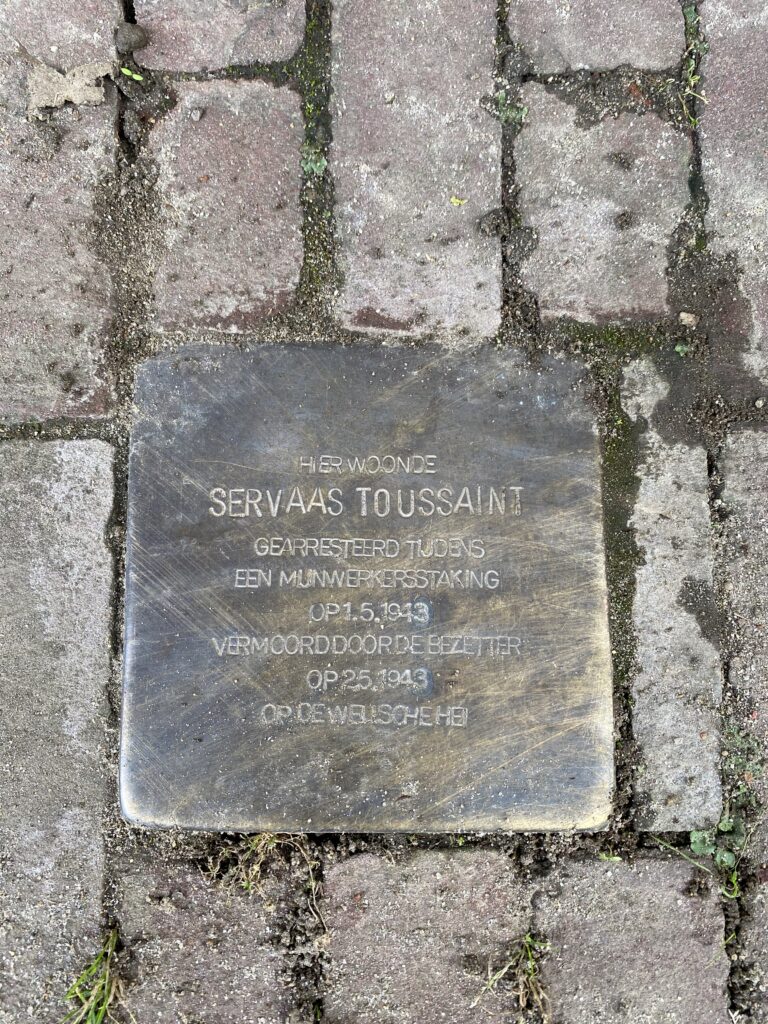 HIER WOONDE
SERVAAS TOUSSAINT
GEARRESTEERD TIJDENS
EEN MIJNWERKERSSTAKING
OP 1.5.1943
VERMOORD DOOR DE BEZETTER
OP 2.5.1943
OP DE WELLSCHE HEI